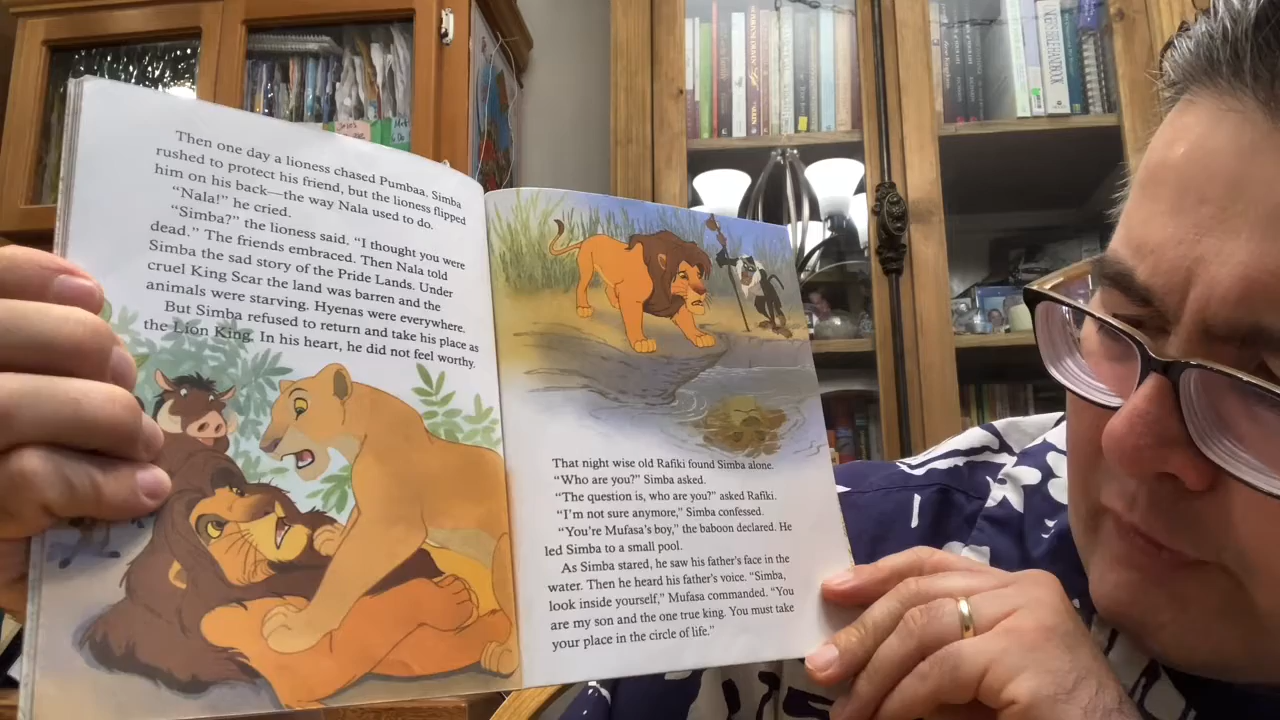 Then one day a lioness chased Pumbaa. Simba
rushed to protect his friend, but the lioness flipped
him on his back—the way Nala used to do.
“Nala!” he cried.
“Simba?” the lioness said. “I thought you were
dead.” The friends embraced. Then Nala told
Simba the sad story of the Pride Lands. Under
cruel King Scar the land was barren and the
animals were starving. Hyenas were everywhere.
But Simba refused to return and take his place as
the Lion King. In his heart, he did not feel worthy.
That night wise old Rafiki found Simba alone.
“Who are you?” Simba asked.
“The question is, who are you?” asked Rafiki.
“I’m not sure anymore,” Simba confessed.
“You’re Mufasa’s boy,” the baboon declared. He
led Simba to a small pool.
As Simba stared, he saw his father’s face in the
water. Then he heard his father’s voice. “Simba,
look inside yourself,” Mufasa commanded. “You
are my son and the one true king. You must take
your place in the circle of life.”